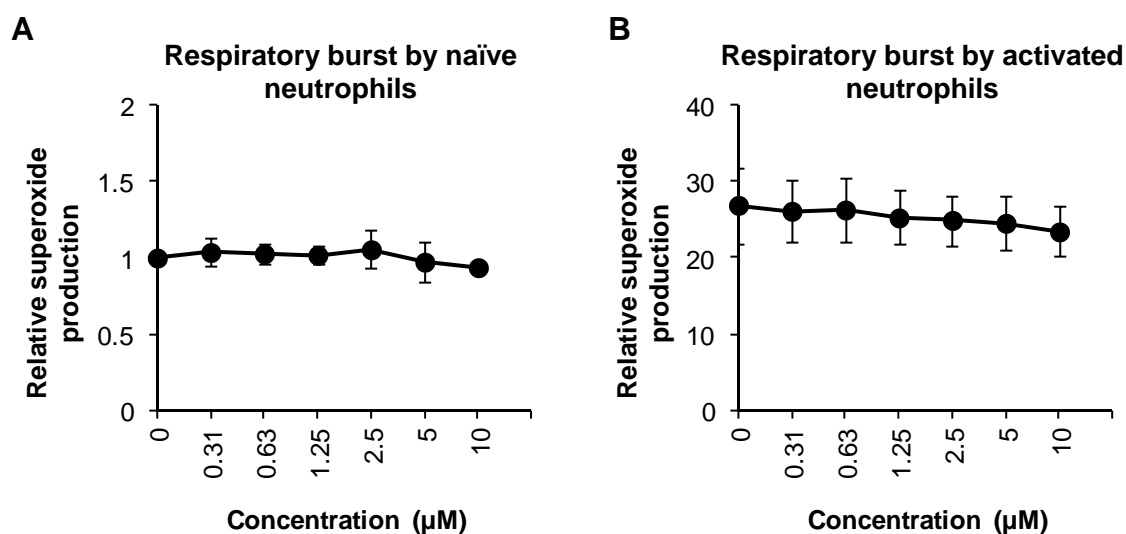 A
Respiratory burst by naïve
neutrophils
Relative superoxide
production
2
1.5
1
0.5
0
0
0.31
0.63
1.25
2.5
5
10
Concentration (µM)
B
Respiratory burst by activated
neutrophils
Relative superoxide
production
40
30
20
10
0
0
0.31
0.63
1.25
2.5
5
10
Concentration (µM)